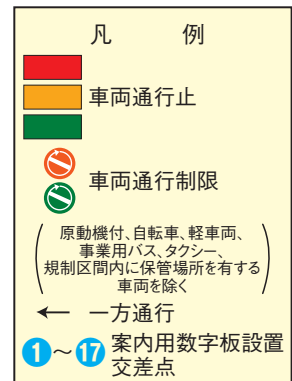 凡 例
車両通行止
車両通行制限
(原動機付、自転車、軽車両、
事業用バス、タクシー、
規制区間内に保管場所を有する
車両を除く)
← 一方通行
1〜17 案内用数字板設置
交差点